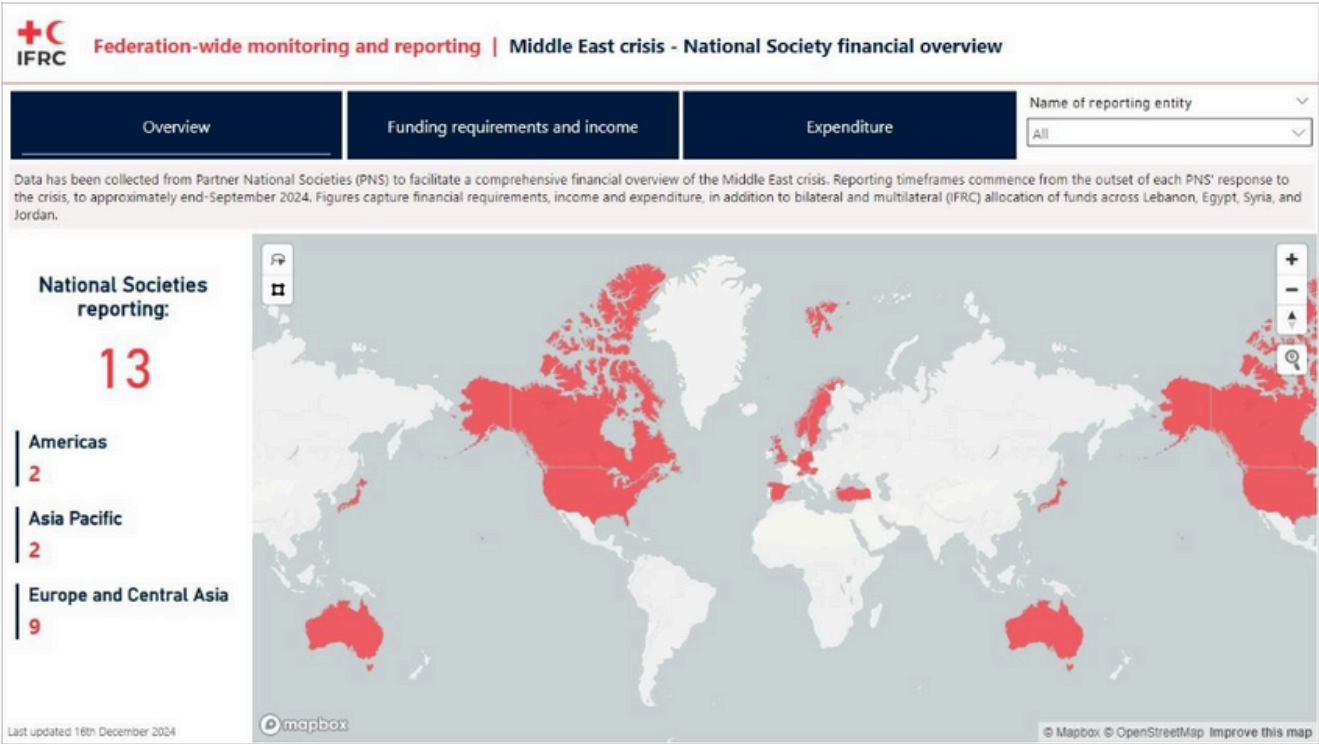 IFRC
Federation-wide monitoring and reporting | Middle East crisis - National Society financial overview
Overview
Funding requirements and income
Expenditure
Name of reporting entity
All
Data has been collected from Partner National Societies (PNS) to facilitate a comprehensive financial overview of the Middle East crisis. Reporting timeframes commence from the outset of each PNS' response to
the crisis, to approximately end-September 2024. Figures capture financial requirements, income and expenditure, in addition to bilateral and multilateral (IFRC) allocation of funds across Lebanon, Egypt, Syria, and
Jordan.
National Societies
reporting:
13
Americas
2
Asia Pacific
2
Europe and Central Asia
9
Last updated 16th December 2024
mapbox
© Mapbox © OpenStreetMap Improve this map